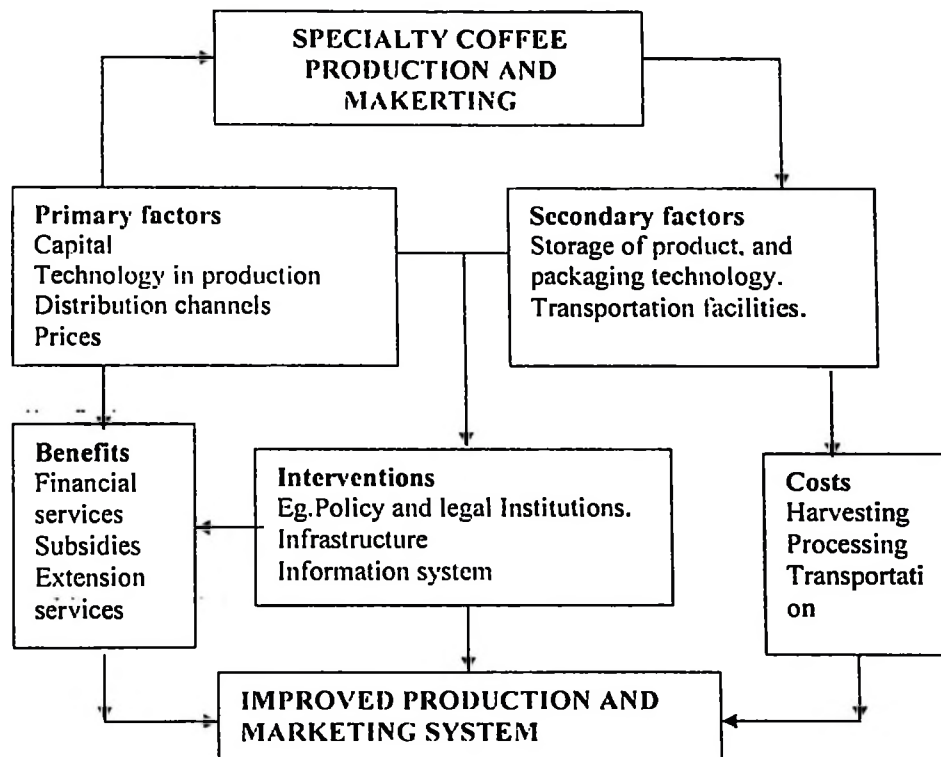 SPECIALTY COFFEE
PRODUCTION AND
MAKERTING
Primary factors
Capital
Technology in production
Distribution channels
Prices
Secondary factors
Storage of product, and
packaging technology.
Transportation facilities.
Benefits
Financial
services
Subsidies
Extension
services
Interventions
Eg.Policy and legal Institutions.
Infrastructure
Information system
Costs
Harvesting
Processing
Transportati
on
IMPROVED PRODUCTION AND
MARKETING SYSTEM